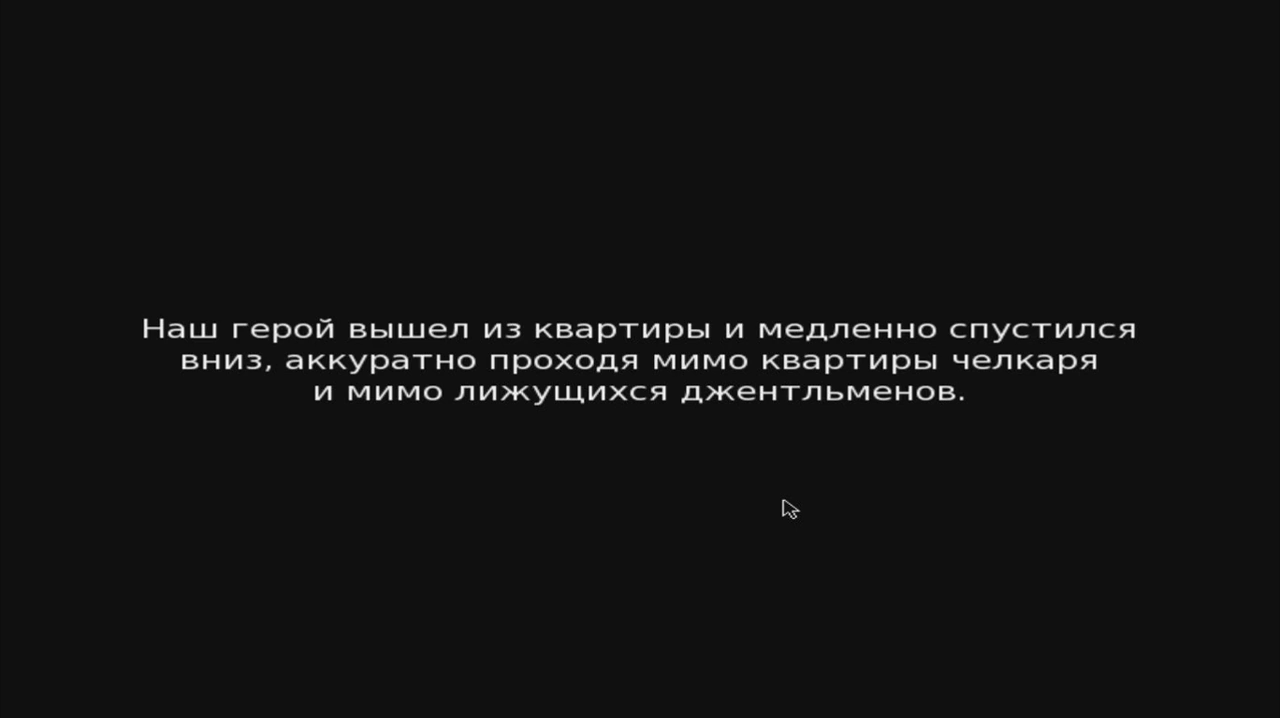 Наш герой вышел из квартиры и медленно спустился
вниз, аккуратно проходя мимо квартиры челкаря
и мимо лижущихся джентльменов.